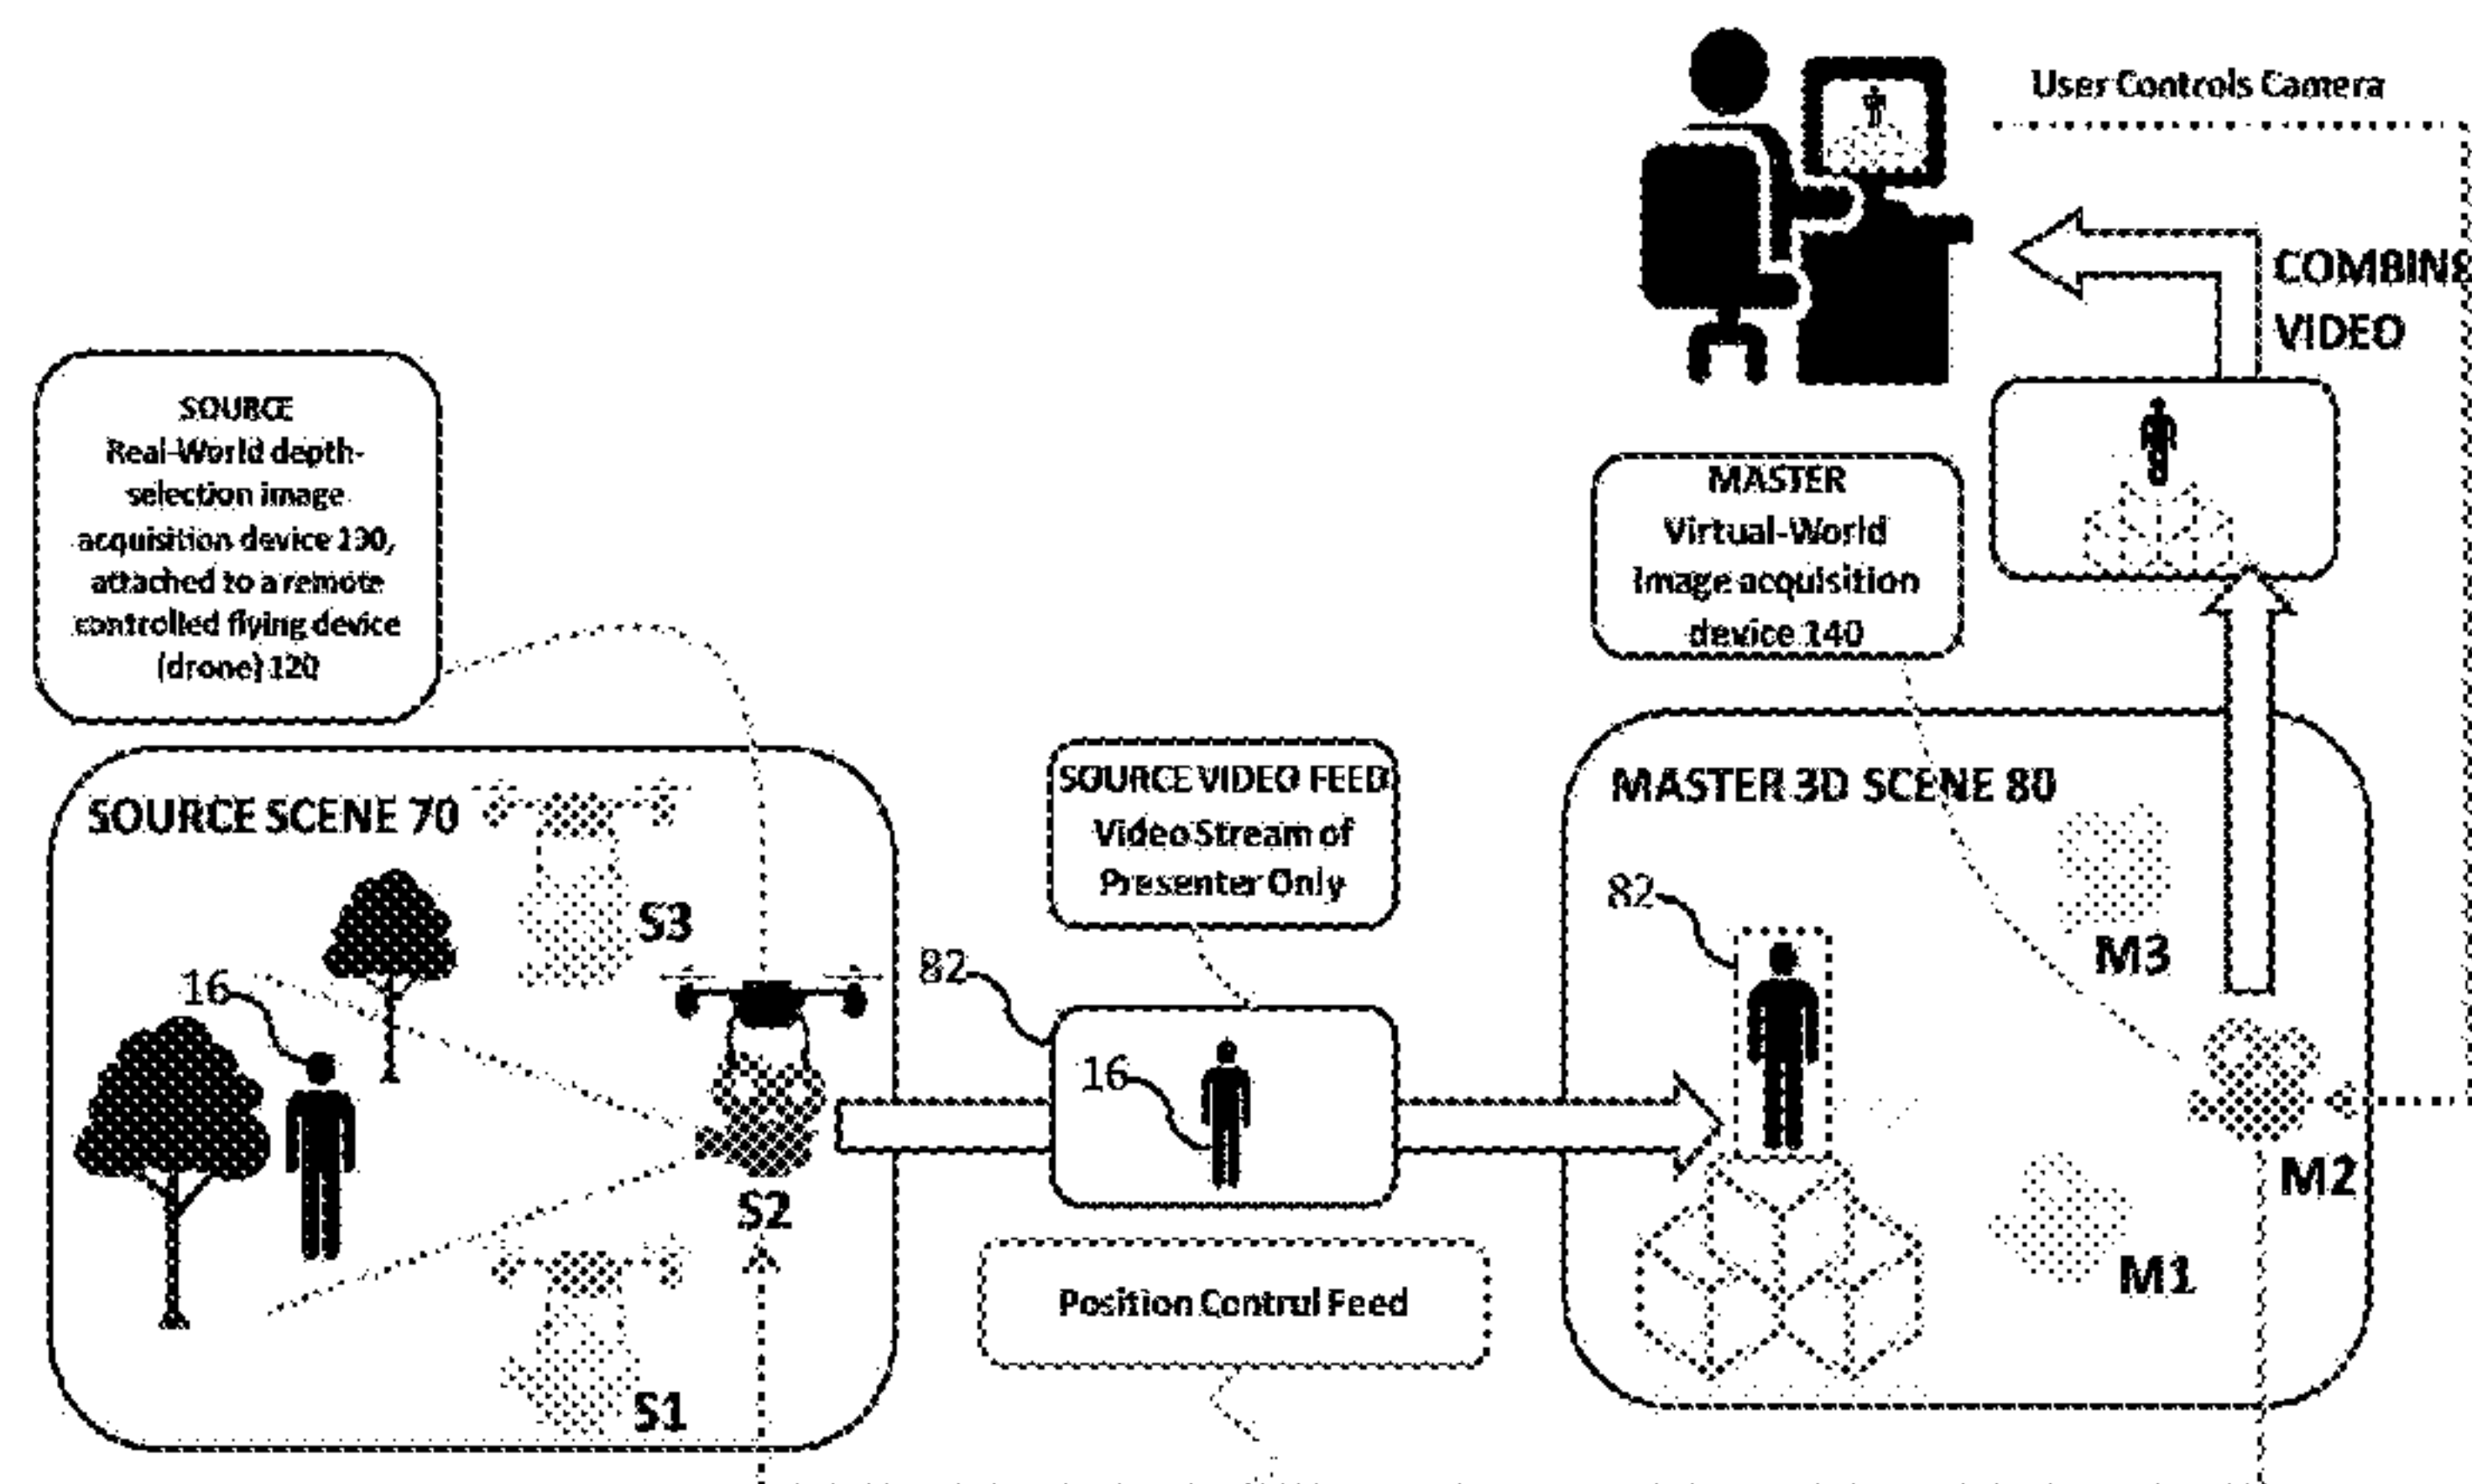 User Controls Camera
COMBINE
VIDEO
SOURCE
Real-World depth-
selection image
acquisition device 130,
attached to a remote
controlled flying device
(drone) 120
MASTER
Virtual-World
Image acquisition
device 140
SOURCE SCENE 70
S3
16
S2
S1
SOURCE VIDEO FEED
Video Stream of
Presenter Only
82
16
Position Control Feed
MASTER 3D SCENE 80
82
M3
M2
M1